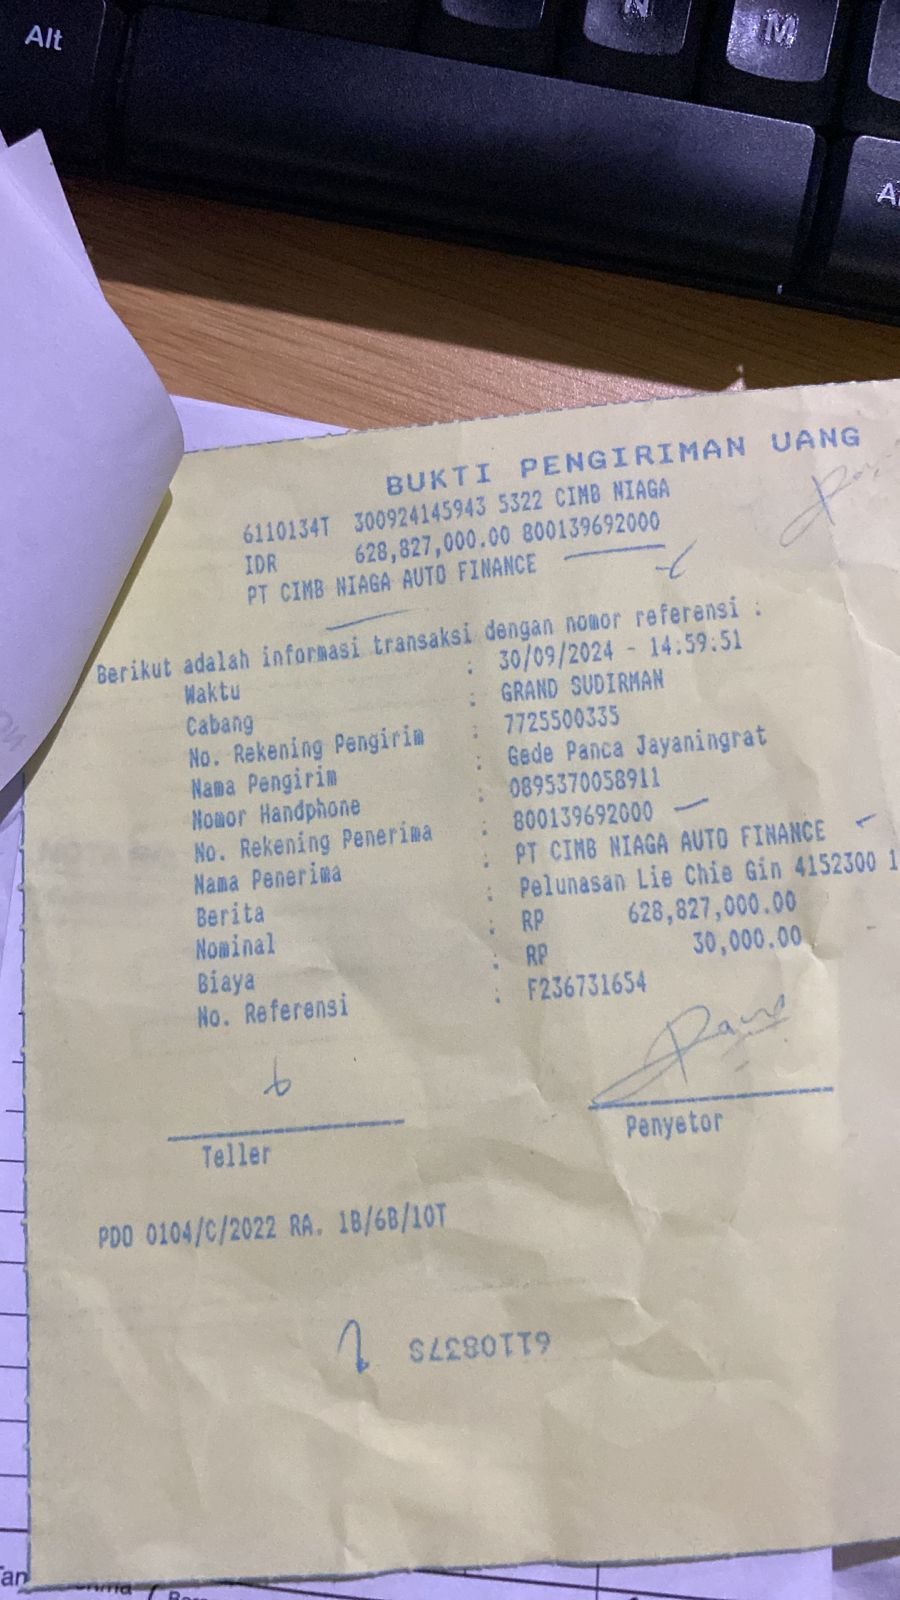 Alt
N
M
BUKTI PENGIRIMAN UANG
6110134T 300924145943 5322 CIMB NIAGA
IDR 628,827,000.00 800139692000
PT CIMB NIAGA AUTO FINANCE
Berikut adalah informasi transaksi dengan nomor referensi :
Waktu : 30/09/2024 - 14:59:51
Cabang : GRAND SUDIRMAN
No. Rekening Pengirim : 7725500335
Nama Pengirim : Gede Panca Jayaningrat
Nomor Handphone : 0895370058911
No. Rekening Penerima : 800139692000
Nama Penerima : PT CIMB NIAGA AUTO FINANCE
Berita : Pelunasan Lie Chie Gin 4152300 1
Nominal : RP 628,827,000.00
Biaya : RP 30,000.00
No. Referensi : F236731654
Teller
Penyetor
PDO 0104/C/2022 RA. 1B/6B/10T
6110837S